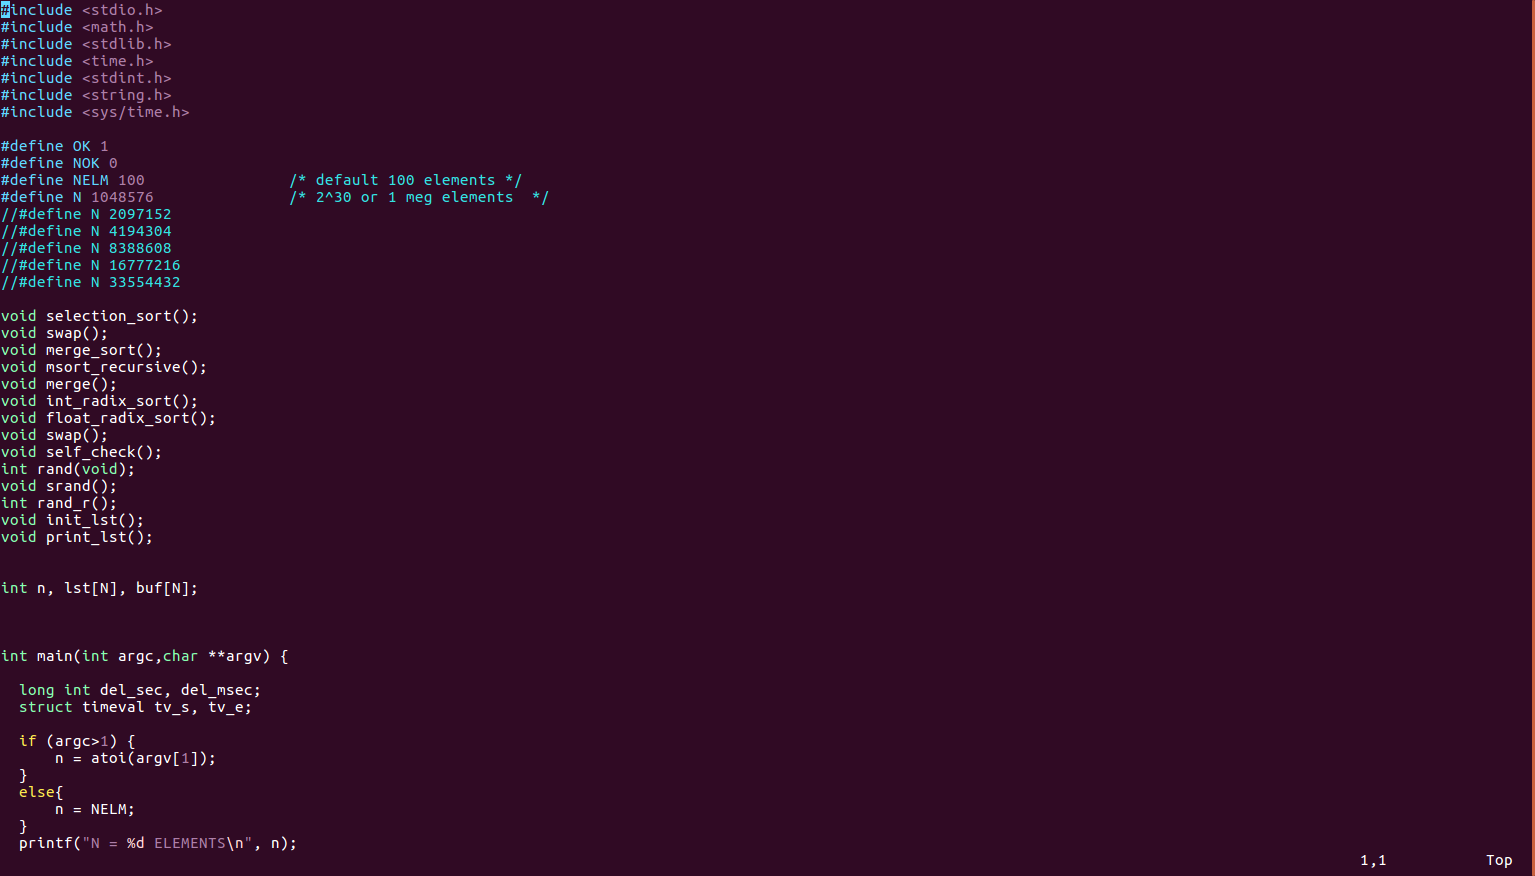 #include <stdio.h>
#include <math.h>
#include <stdlib.h>
#include <time.h>
#include <stdint.h>
#include <string.h>
#include <sys/time.h>

#define OK 1
#define NOK 0
#define NELM 100                /* default 100 elements */
#define N 1048576               /* 2^30 or 1 meg elements  */
//#define N 2097152
//#define N 4194304
//#define N 8388608
//#define N 16777216
//#define N 33554432

void selection_sort();
void swap();
void merge_sort();
void msort_recursive();
void merge();
void int_radix_sort();
void float_radix_sort();
void swap();
void self_check();
int rand(void);
void srand();
int rand_r();
void init_lst();
void print_lst();


int n, lst[N], buf[N];



int main(int argc,char **argv) {

  long int del_sec, del_msec;
  struct timeval tv_s, tv_e;

  if (argc>1) {
      n = atoi(argv[1]);
  }
  else{
      n = NELM;
  }
  printf("N = %d ELEMENTS\n", n);
1,1           Top